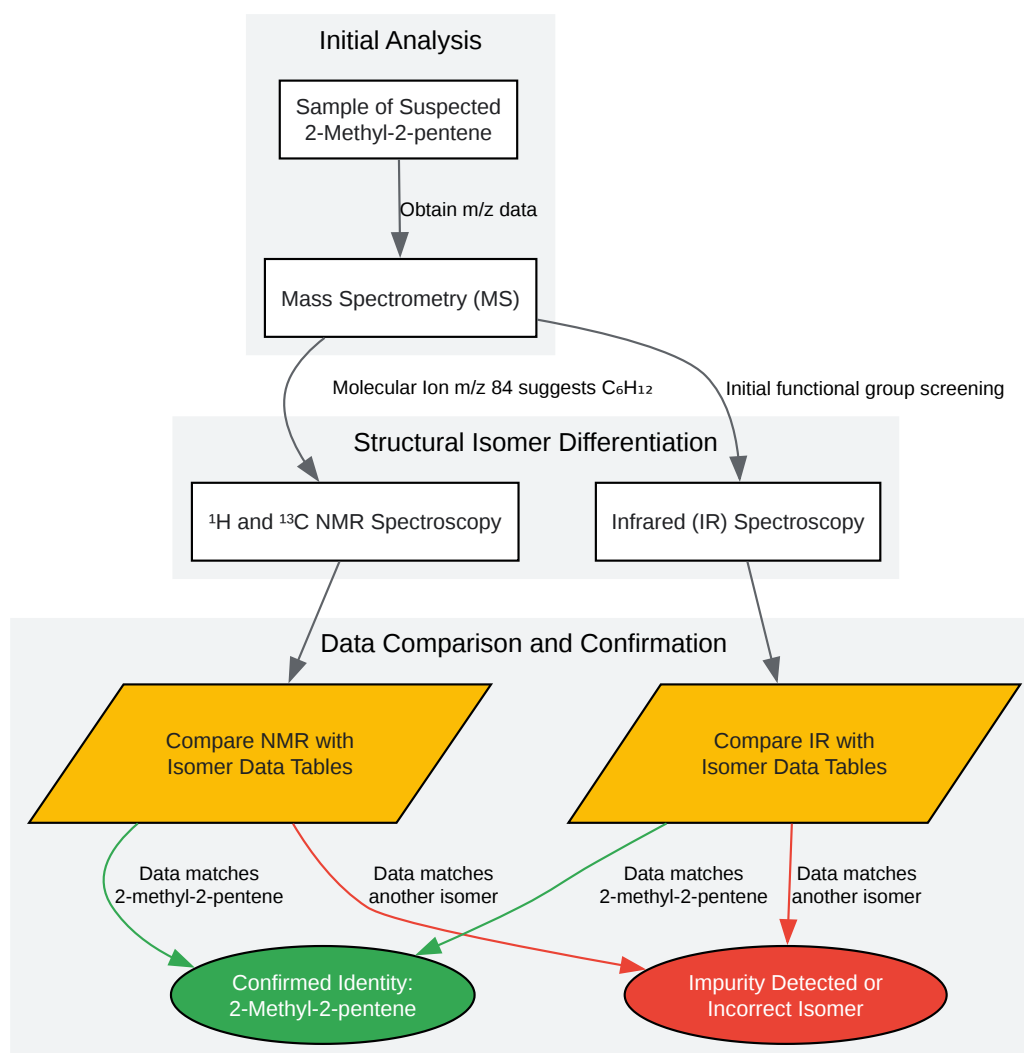 Initial Analysis
Sample of Suspected
2-Methyl-2-pentene
Obtain m/z data
Mass Spectrometry (MS)
Molecular Ion m/z 84 suggests C₆H₁₂
Initial functional group screening
Structural Isomer Differentiation
¹H and ¹³C NMR Spectroscopy
Infrared (IR) Spectroscopy
Data Comparison and Confirmation
Compare NMR with
Isomer Data Tables
Compare IR with
Isomer Data Tables
Data matches
2-methyl-2-pentene
Data matches
another isomer
Data matches
2-methyl-2-pentene
Data matches
another isomer
Confirmed Identity:
2-Methyl-2-pentene
Impurity Detected or
Incorrect Isomer